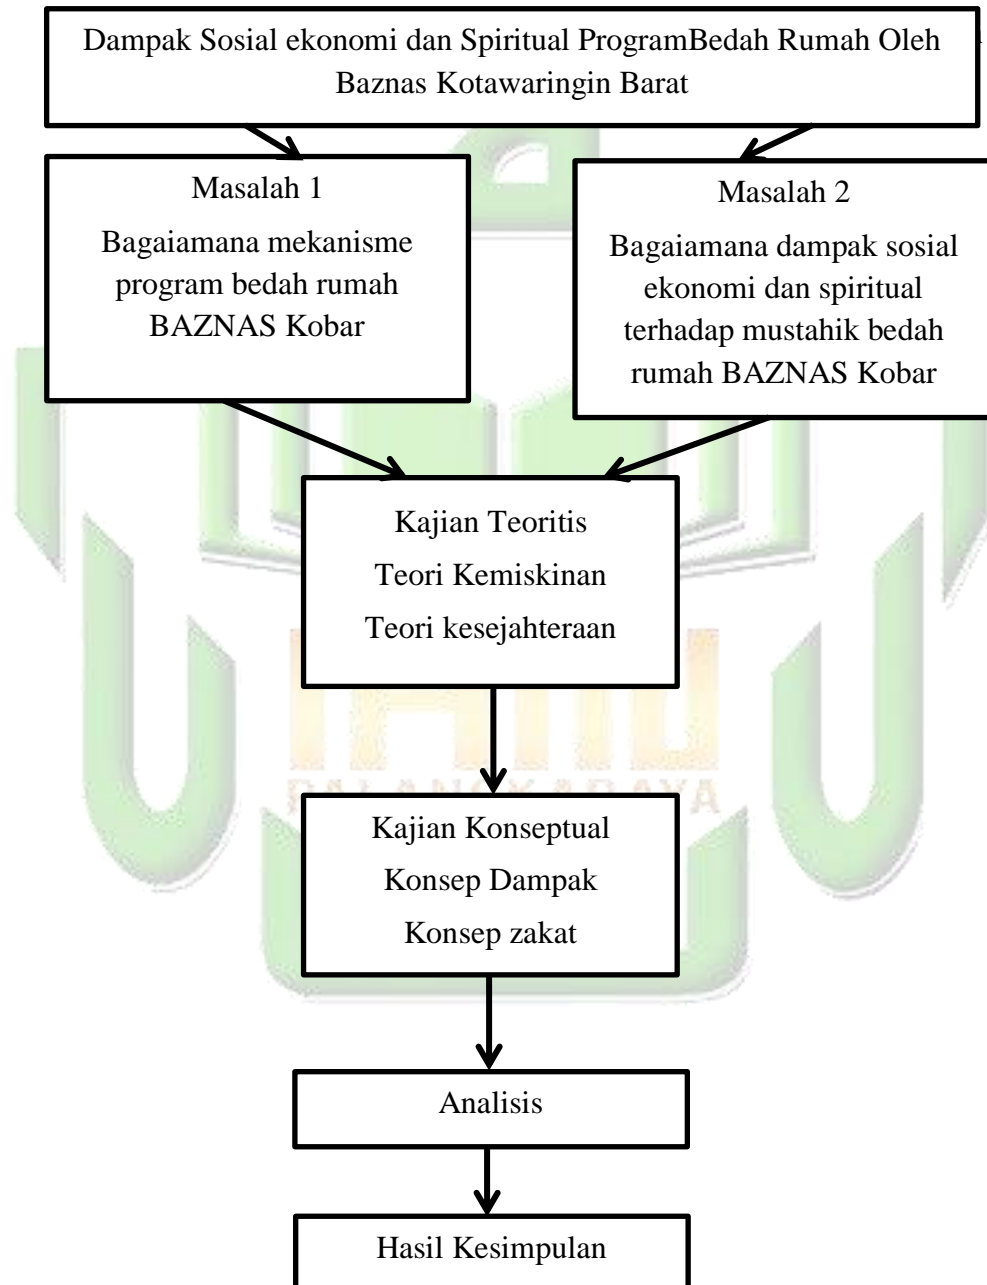 Dampak Sosial ekonomi dan Spiritual ProgramBedah Rumah Oleh
Baznas Kotawaringin Barat
Masalah 1
Bagaiamana mekanisme
program bedah rumah
BAZNAS Kobar
Masalah 2
Bagaiamana dampak sosial
ekonomi dan spiritual
terhadap mustahik bedah
rumah BAZNAS Kobar
Kajian Teoritis
Teori Kemiskinan
Teori kesejahteraan
PALANGKARAYA
Kajian Konseptual
Konsep Dampak
Konsep zakat
Analisis
Hasil Kesimpulan